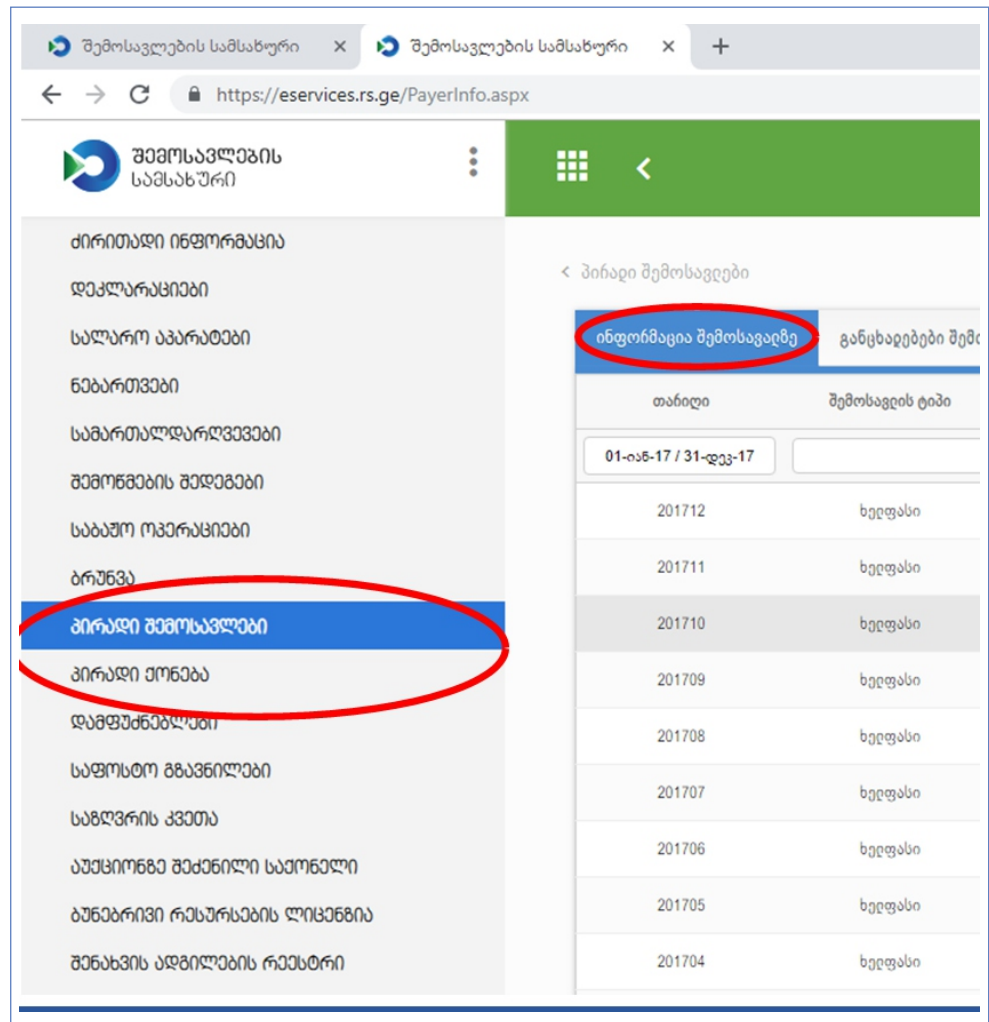 შემოსავლების სამსახური
შემოსავლების სამსახური
https://eservices.rs.ge/PayerInfo.aspx
შემოსავლების
სამსახური
ძირითადი ინფორმაცია
დეკლარაციები
სალარო აპარატები
ნებართვები
სამართალდარღვევები
შემოწმების შედეგები
საბაჟო ოპერაციები
ბრუნვა
პირადი შემოსავლები
პირადი ქონება
დამფუძნებლები
საფოსტო გზავნილები
საზღვრის კვეთა
აუქციონზე შეძენილი საქონელი
ბუნებრივი რესურსების ლიცენზია
შენახვის ადგილების რეესტრი
პირადი შემოსავლები
ინფორმაცია შემოსავალზე განცხადებები შემო
თარიღი შემოსავლის ტიპი
01-იან-17 / 31-დეკ-17
201712 ხელფასი
201711 ხელფასი
201710 ხელფასი
201709 ხელფასი
201708 ხელფასი
201707 ხელფასი
201706 ხელფასი
201705 ხელფასი
201704 ხელფასი